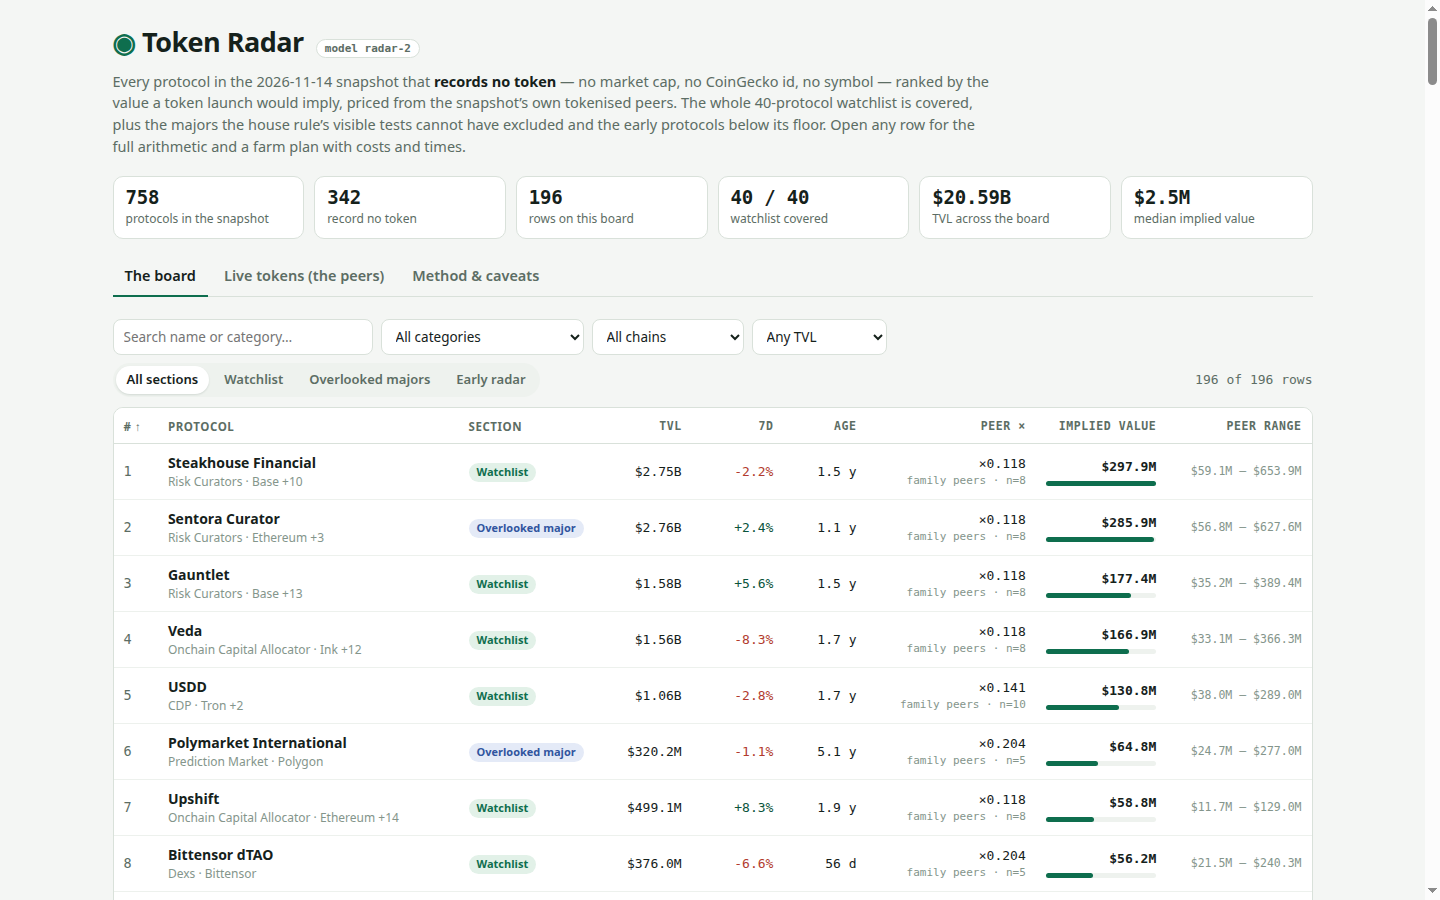 ◉ Token Radar model radar-2
Every protocol in the 2026-11-14 snapshot that records no token — no market cap, no CoinGecko id, no symbol — ranked by the
value a token launch would imply, priced from the snapshot’s own tokenised peers. The whole 40-protocol watchlist is covered,
plus the majors the house rule’s visible tests cannot have excluded and the early protocols below its floor. Open any row for the
full arithmetic and a farm plan with costs and times.
758 342 196 40 / 40 $20.59B $2.5M
protocols in the snapshot record no token rows on this board watchlist covered TVL across the board median implied value
The board Live tokens (the peers) Method & caveats
Search name or category... All categories All chains Any TVL
All sections Watchlist Overlooked majors Early radar 196 of 196 rows
# ↑ PROTOCOL SECTION TVL 7D AGE PEER × IMPLIED VALUE PEER RANGE
1 Steakhouse Financial Watchlist $2.75B -2.2% 1.5 y ×0.118 $297.9M $59.1M — $653.9M
Risk Curators · Base +10 family peers · n=8
2 Sentora Curator Overlooked major $2.76B +2.4% 1.1 y ×0.118 $285.9M $56.8M — $627.6M
Risk Curators · Ethereum +3 family peers · n=8
3 Gauntlet Watchlist $1.58B +5.6% 1.5 y ×0.118 $177.4M $35.2M — $389.4M
Risk Curators · Base +13 family peers · n=8
4 Veda Watchlist $1.56B -8.3% 1.7 y ×0.118 $166.9M $33.1M — $366.3M
Onchain Capital Allocator · Ink +12 family peers · n=8
5 USDD Watchlist $1.06B -2.8% 1.7 y ×0.141 $130.8M $38.0M — $289.0M
CDP · Tron +2 family peers · n=10
6 Polymarket International Overlooked major $320.2M -1.1% 5.1 y ×0.204 $64.8M $24.7M — $277.0M
Prediction Market · Polygon family peers · n=5
7 Upshift Watchlist $499.1M +8.3% 1.9 y ×0.118 $58.8M $11.7M — $129.0M
Onchain Capital Allocator · Ethereum +14 family peers · n=8
8 Bittensor dTAO Watchlist $376.0M -6.6% 56 d ×0.204 $56.2M $21.5M — $240.3M
Dexs · Bittensor family peers · n=5